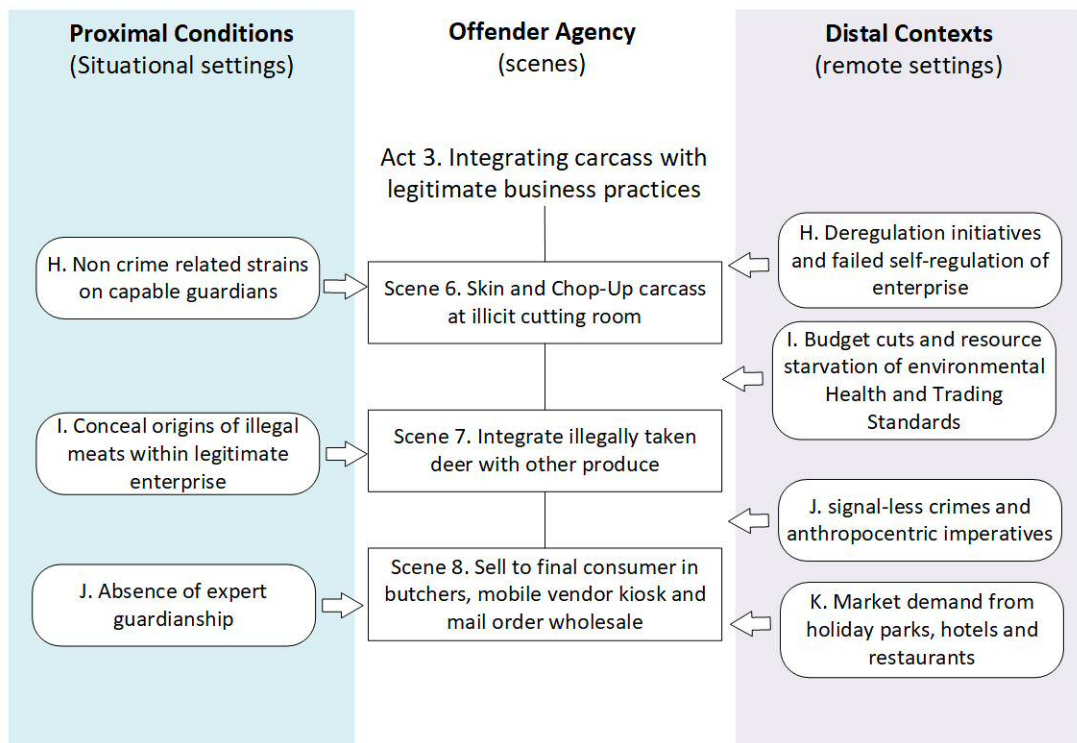 Proximal Conditions
(Situational settings)
Offender Agency
(scenes)
Distal Contexts
(remote settings)
Act 3. Integrating carcass with
legitimate business practices
H. Non crime related strains
on capable guardians
Scene 6. Skin and Chop-Up carcass
at illicit cutting room
H. Deregulation initiatives
and failed self-regulation of
enterprise
I. Budget cuts and resource
starvation of environmental
Health and Trading
Standards
I. Conceal origins of illegal
meats within legitimate
enterprise
Scene 7. Integrate illegally taken
deer with other produce
J. signal-less crimes and
anthropocentric imperatives
J. Absence of expert
guardianship
Scene 8. Sell to final consumer in
butchers, mobile vendor kiosk and
mail order wholesale
K. Market demand from
holiday parks, hotels and
restaurants